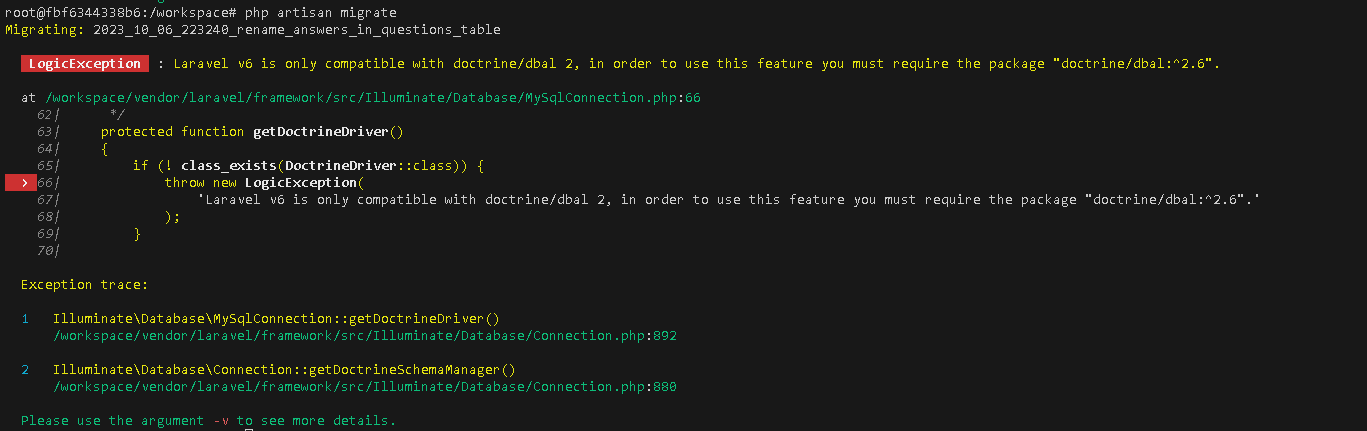 root@fbf6344338b6:/workspace# php artisan migrate
Migrating: 2023_10_06_223240_rename_answers_in_questions_table
LogicException : Laravel v6 is only compatible with doctrine/dbal 2, in order to use this feature you must require the package "doctrine/dbal:^2.6".
at /workspace/vendor/laravel/framework/src/Illuminate/Database/MySqlConnection.php:66
62| */
63| protected function getDoctrineDriver()
64| {
65| if (! class_exists(DoctrineDriver::class)) {
> 66| throw new LogicException(
67| 'Laravel v6 is only compatible with doctrine/dbal 2, in order to use this feature you must require the package "doctrine/dbal:^2.6".'
68| );
69| }
70|
Exception trace:
1 Illuminate\Database\MySqlConnection::getDoctrineDriver()
/workspace/vendor/laravel/framework/src/Illuminate/Database/Connection.php:892
2 Illuminate\Database\Connection::getDoctrineSchemaManager()
/workspace/vendor/laravel/framework/src/Illuminate/Database/Connection.php:880
Please use the argument -v to see more details.